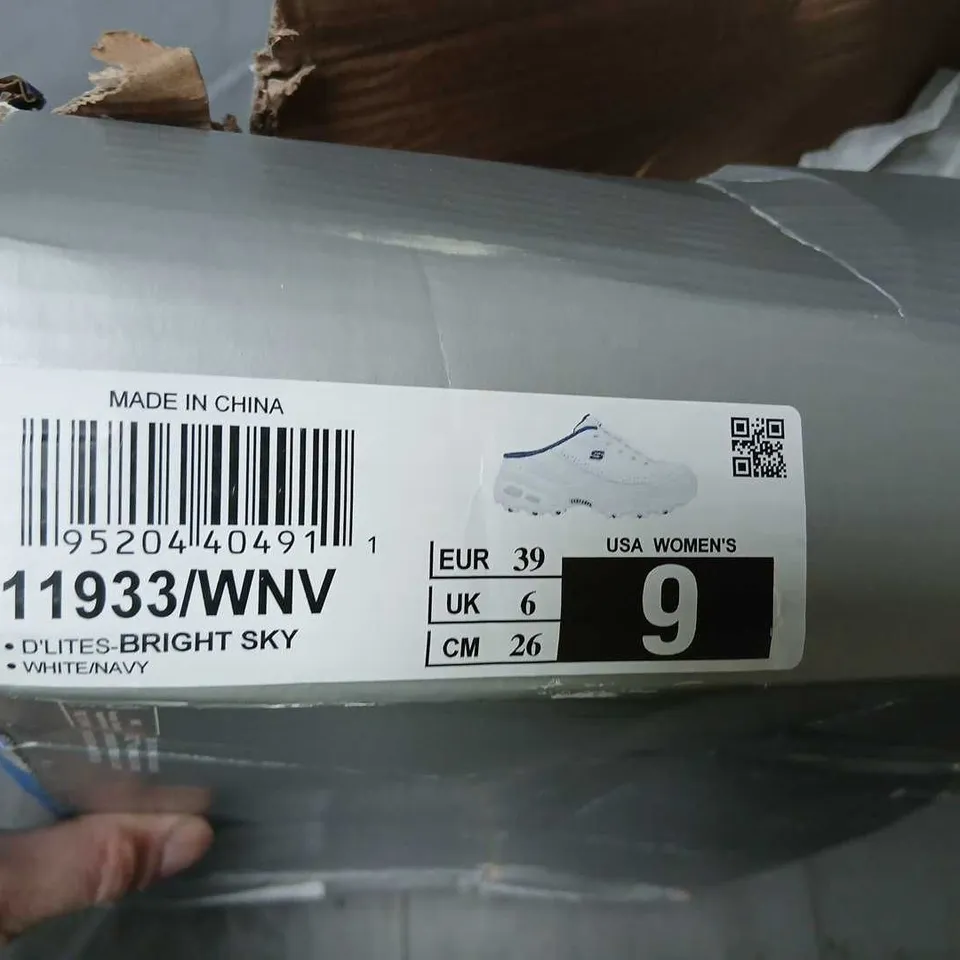 MADE IN CHINA
95204 40491 1
11933/WNV
• D'LITES-BRIGHT SKY
• WHITE/NAVY
S
EUR 39
UK 6
CM 26
USA WOMEN'S
9